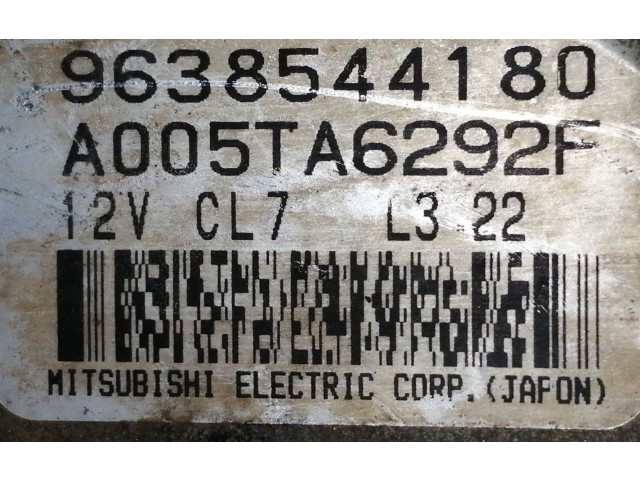 9638544180
A005TA6292F
12V CL7 L3.22
MITSUBISHI ELECTRIC CORP.(JAPON)